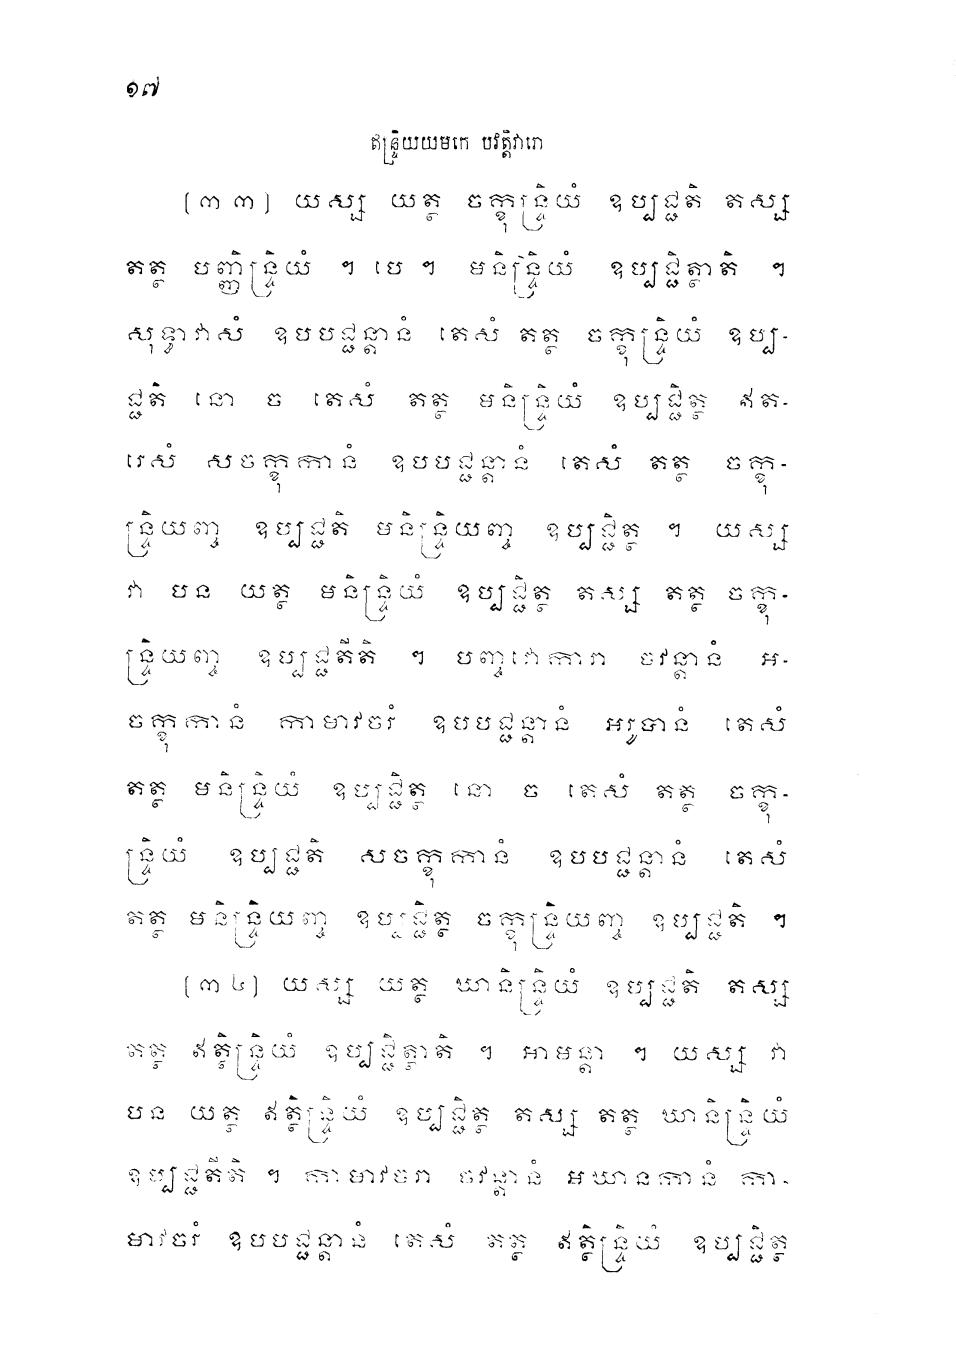 ១៧
ឥន្ទ្រិយយមកេ បវត្តិវារោ
(៣៣) យស្ស យត្ថ ចក្ខុន្ទ្រិយំ ឧប្បជ្ជតិ តស្ស
តត្ថ បញ្ញិន្ទ្រិយំ ។ បេ ។ មនិន្ទ្រិយំ ឧប្បជ្ជិត្ថាតិ ។
សុទ្ធាវាសំ ឧបបជ្ជន្តានំ តេសំ តត្ថ ចក្ខុន្ទ្រិយំ ឧប្ប-
ជ្ជតិ នោ ច តេសំ តត្ថ មនិន្ទ្រិយំ ឧប្បជ្ជិត្ថ ឥត-
រេសំ សចក្ខុកានំ ឧបបជ្ជន្តានំ តេសំ តត្ថ ចក្ខុ-
ន្ទ្រិយញ្ច ឧប្បជ្ជតិ មនិន្ទ្រិយញ្ច ឧប្បជ្ជិត្ថ ។ យស្ស
វា បន យត្ថ មនិន្ទ្រិយំ ឧប្បជ្ជិត្ថ តស្ស តត្ថ ចក្ខុ-
ន្ទ្រិយញ្ច ឧប្បជ្ជតីតិ ។ បញ្ចវោការា ចវន្តានំ អ-
ចក្ខុកានំ កាមាវចរំ ឧបបជ្ជន្តានំ អរូបានំ តេសំ
តត្ថ មនិន្ទ្រិយំ ឧប្បជ្ជិត្ថ នោ ច តេសំ តត្ថ ចក្ខុ-
ន្ទ្រិយំ ឧប្បជ្ជតិ សចក្ខុកានំ ឧបបជ្ជន្តានំ តេសំ
តត្ថ មនិន្ទ្រិយញ្ច ឧប្បជ្ជិត្ថ ចក្ខុន្ទ្រិយញ្ច ឧប្បជ្ជតិ ។
(៣៤) យស្ស យត្ថ ឃានិន្ទ្រិយំ ឧប្បជ្ជតិ តស្ស
តត្ថ ឥត្ថិន្ទ្រិយំ ឧប្បជ្ជិត្ថាតិ ។ អាមន្តា ។ យស្ស វា
បន យត្ថ ឥត្ថិន្ទ្រិយំ ឧប្បជ្ជិត្ថ តស្ស តត្ថ ឃានិន្ទ្រិយំ
ឧប្បជ្ជតីតិ ។ កាមាវចរា ចវន្តានំ អឃានកានំ កា-
មាវចរំ ឧបបជ្ជន្តានំ តេសំ តត្ថ ឥត្ថិន្ទ្រិយំ ឧប្បជ្ជិត្ថ